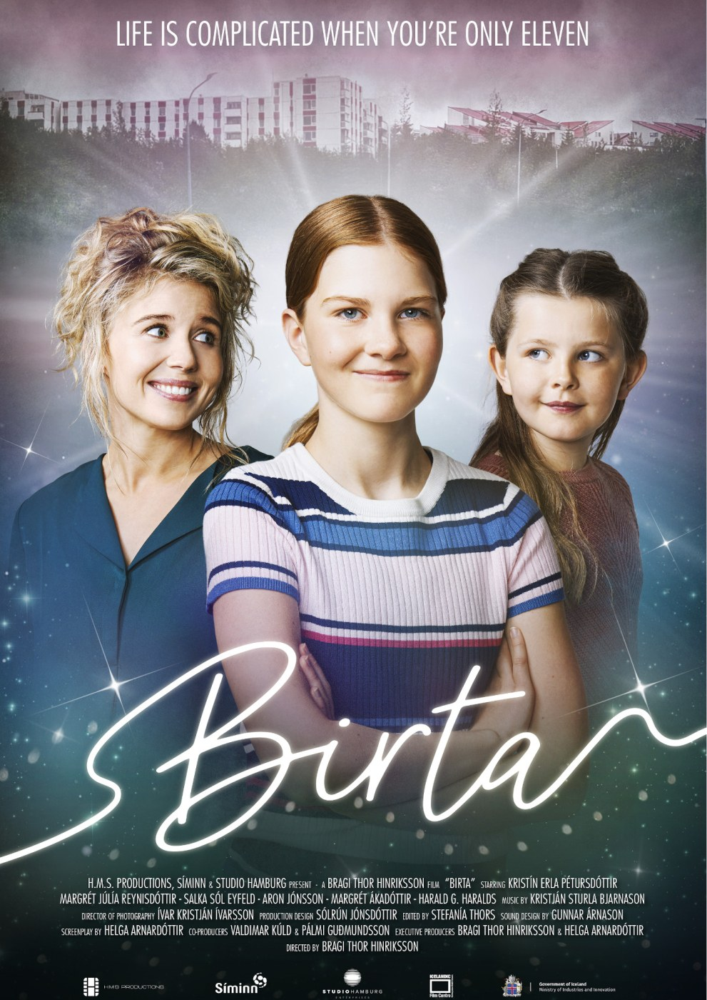 LIFE IS COMPLICATED WHEN YOU'RE ONLY ELEVEN
Birta
H.M.S. PRODUCTIONS, SÍMINN & STUDIO HAMBURG PRESENT - A BRAGI THOR HINRIKSSON FILM "BIRTA" STARRING KRISTÍN ERLA PÉTURSDÓTTIR
MARGRÉT JÚLÍA REYNISDÓTTIR - SALKA SÓL EYFELD - ARON JÓNSSON - MARGRÉT ÁKADÓTTIR - HARALD G. HARALDS MUSIC BY KRISTJÁN STURLA BJARNASON
DIRECTOR OF PHOTOGRAPHY ÍVAR KRISTJÁN ÍVARSSON PRODUCTION DESIGN SÓLRÚN JÓNSDÓTTIR EDITED BY STEFANÍA THORS SOUND DESIGN BY GUNNAR ÁRNASON
SCREENPLAY BY HELGA ARNARDÓTTIR CO-PRODUCERS VALDIMAR KÚLD & PÁLMI GUÐMUNDSSON EXECUTIVE PRODUCERS BRAGI THOR HINRIKSSON & HELGA ARNARDÓTTIR
DIRECTED BY BRAGI THOR HINRIKSSON
HMS PRODUCTIONS
Síminn
STUDIO HAMBURG
ENTERPRISES
ICELANDIC
Film Centre
Government of Iceland
Ministry of Industries and Innovation